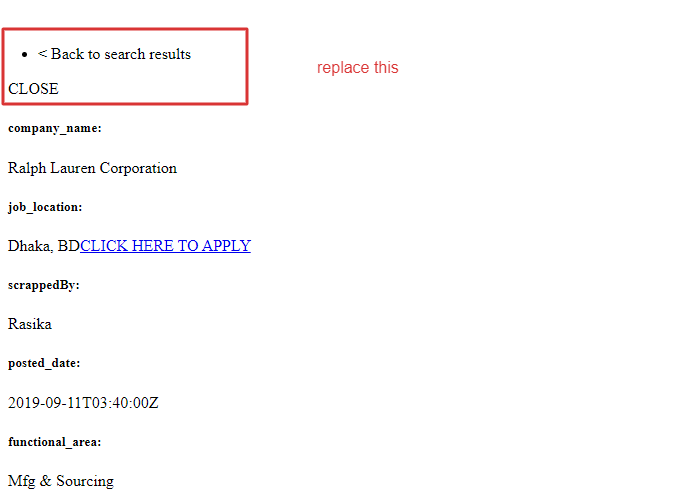 • < Back to search results
replace this
CLOSE
company_name:
Ralph Lauren Corporation
job_location:
Dhaka, BDCLICK HERE TO APPLY
scrappedBy:
Rasika
posted_date:
2019-09-11T03:40:00Z
functional_area:
Mfg & Sourcing